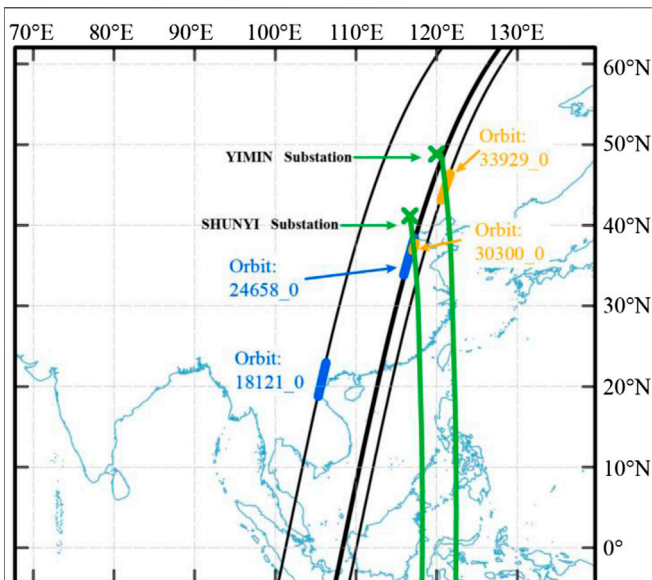 70°E 80°E 90°E 100°E 110°E 120°E 130°E
60°N
50°N
40°N
30°N
20°N
10°N
0°
YIMIN Substation
Orbit:
33929_0
SHUNYI Substation
Orbit:
30300_0
Orbit:
24658_0
Orbit:
18121_0